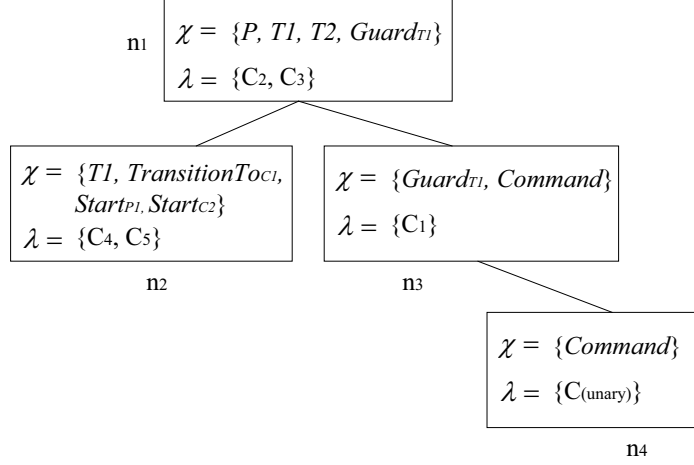 n1
χ = {P, T1, T2, GuardT1}
λ = {C2, C3}
χ = {T1, TransitionToC1,
StartP1, StartC2}
λ = {C4, C5}
n2
χ = {GuardT1, Command}
λ = {C1}
n3
χ = {Command}
λ = {C(unary)}
n4